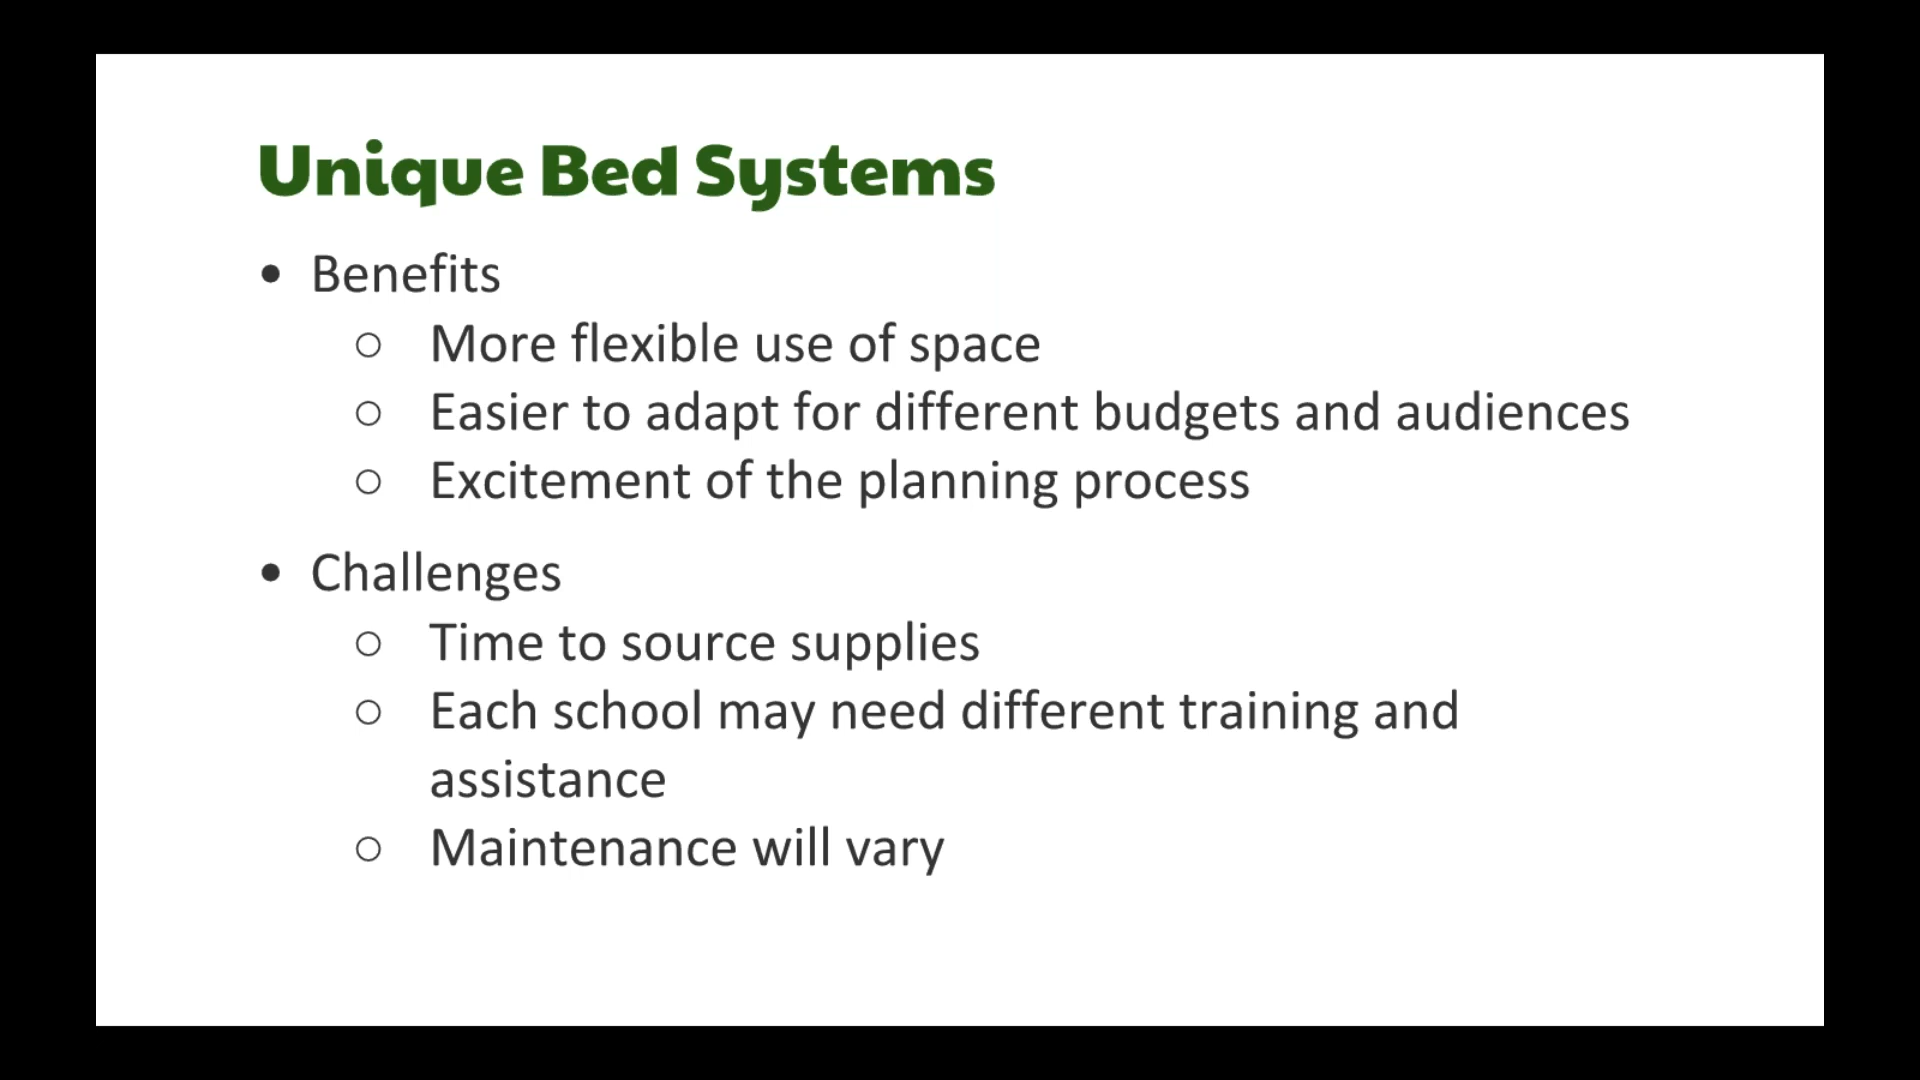 Unique Bed Systems
• Benefits
○ More flexible use of space
○ Easier to adapt for different budgets and audiences
○ Excitement of the planning process
• Challenges
○ Time to source supplies
○ Each school may need different training and
assistance
○ Maintenance will vary